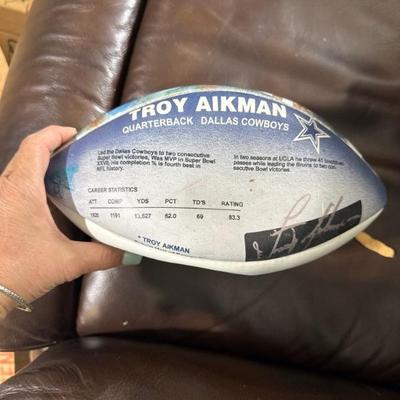 TROY AIKMAN
QUARTERBACK DALLAS COWBOYS
Led the Dallas Cowboys to two consecutive
Super Bowl victories, Was MVP in Super Bowl
XXVII. His completion % is fourth best in
NFL history.
In two seasons at UCLA he threw 41 touchdown
passes while leading the Bruins to two con-
secutive Bowl victories.
CAREER STATISTICS
ATT COMP YDS PCT TD'S RATING
1920 1191 13,627 62.0 69 83.3
* TROY AIKMAN